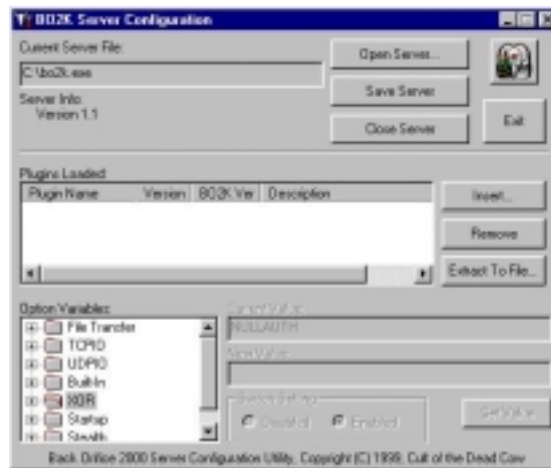 BO2K Server Configuration
Current Server File:
C:\bo2k.exe
Server Info:
Version 1.1
Open Server...
Save Server
Close Server
Exit
Plugins Loaded:
Plugin Name Version BO2K Ver Description
Insert...
Remove
Extract To File...
Option Variables:
File Transfer
TCPIO
UDPIO
Built-In
XOR
Startup
Stealth
Current Value:
NULLAUTH
New Value:
Disabled Enabled
Set Value
Back Orifice 2000 Server Configuration Utility, Copyright (C) 1999, Cult of the Dead Cow